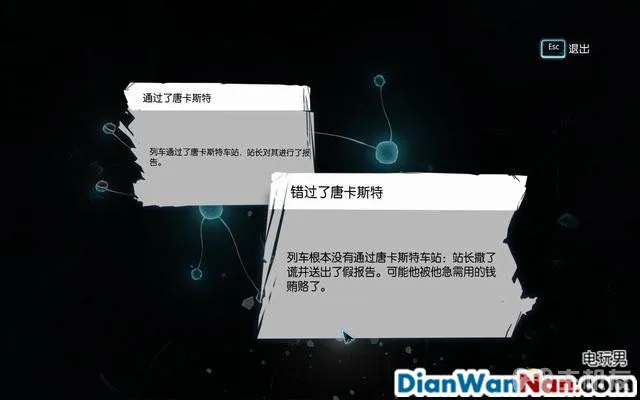 Esc 退出
通过了唐卡斯特
列车通过了唐卡斯特车站，站长对其进行了报
告。
错过了唐卡斯特
列车根本没有通过唐卡斯特车站：站长撒了
谎并送出了假报告。可能他被他急需用的钱
贿赂了。
电玩男
DianWanNan.com